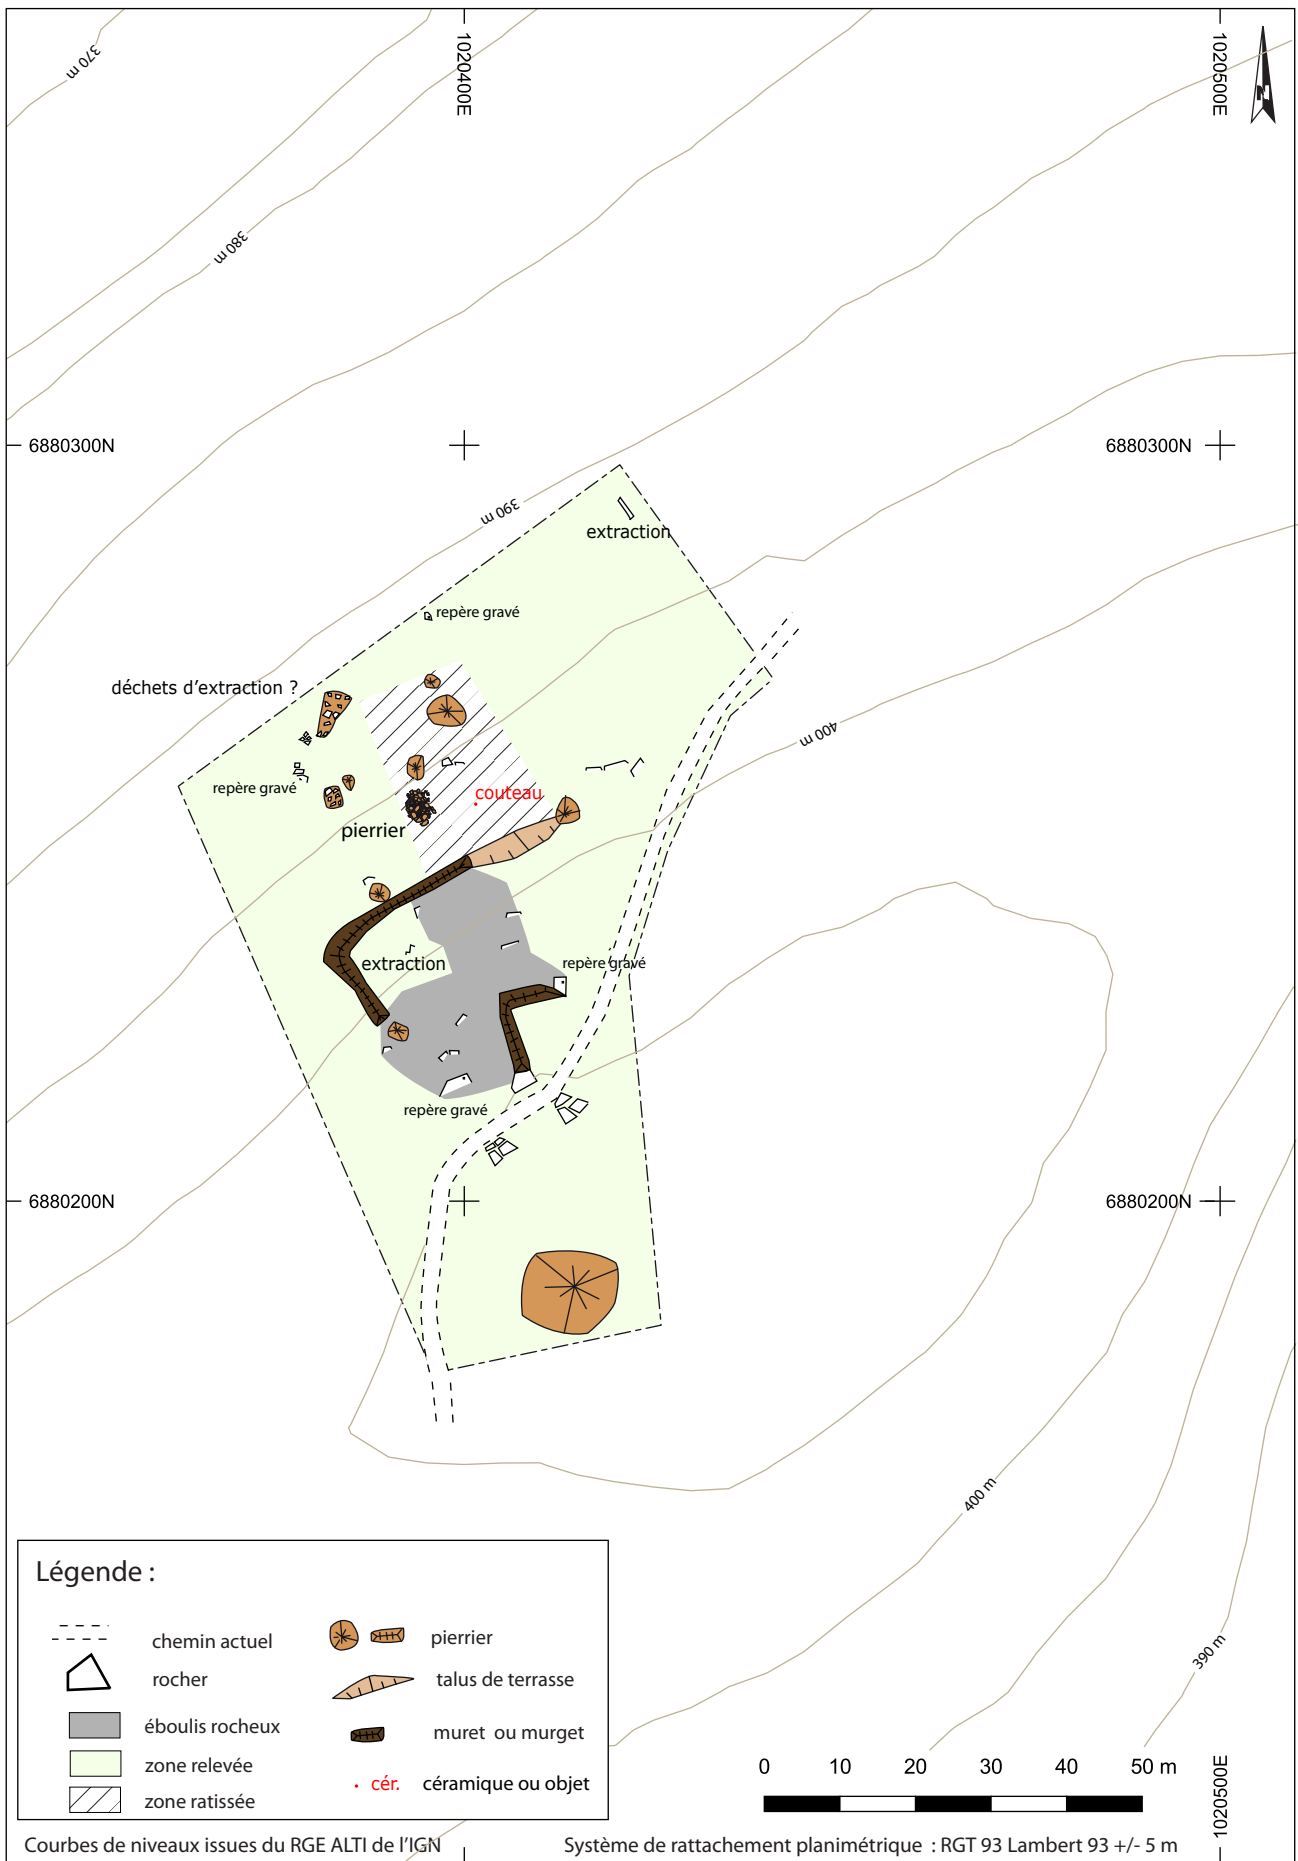 1020400E
1020500E
370 m
N
380 m
6880300N
6880300N
390 m
extraction
repère gravé
déchets d'extraction ?
400 m
repère gravé
couteau
pierrier
extraction
repère gravé
repère gravé
6880200N
6880200N
400 m
390 m
Légende :
chemin actuel
pierrier
rocher
talus de terrasse
éboulis rocheux
muret ou murget
zone relevée
cér.
céramique ou objet
zone ratissée
0 10 20 30 40 50 m
1020500E
Courbes de niveaux issues du RGE ALTI de l'IGN
Système de rattachement planimétrique : RGT 93 Lambert 93 +/- 5 m